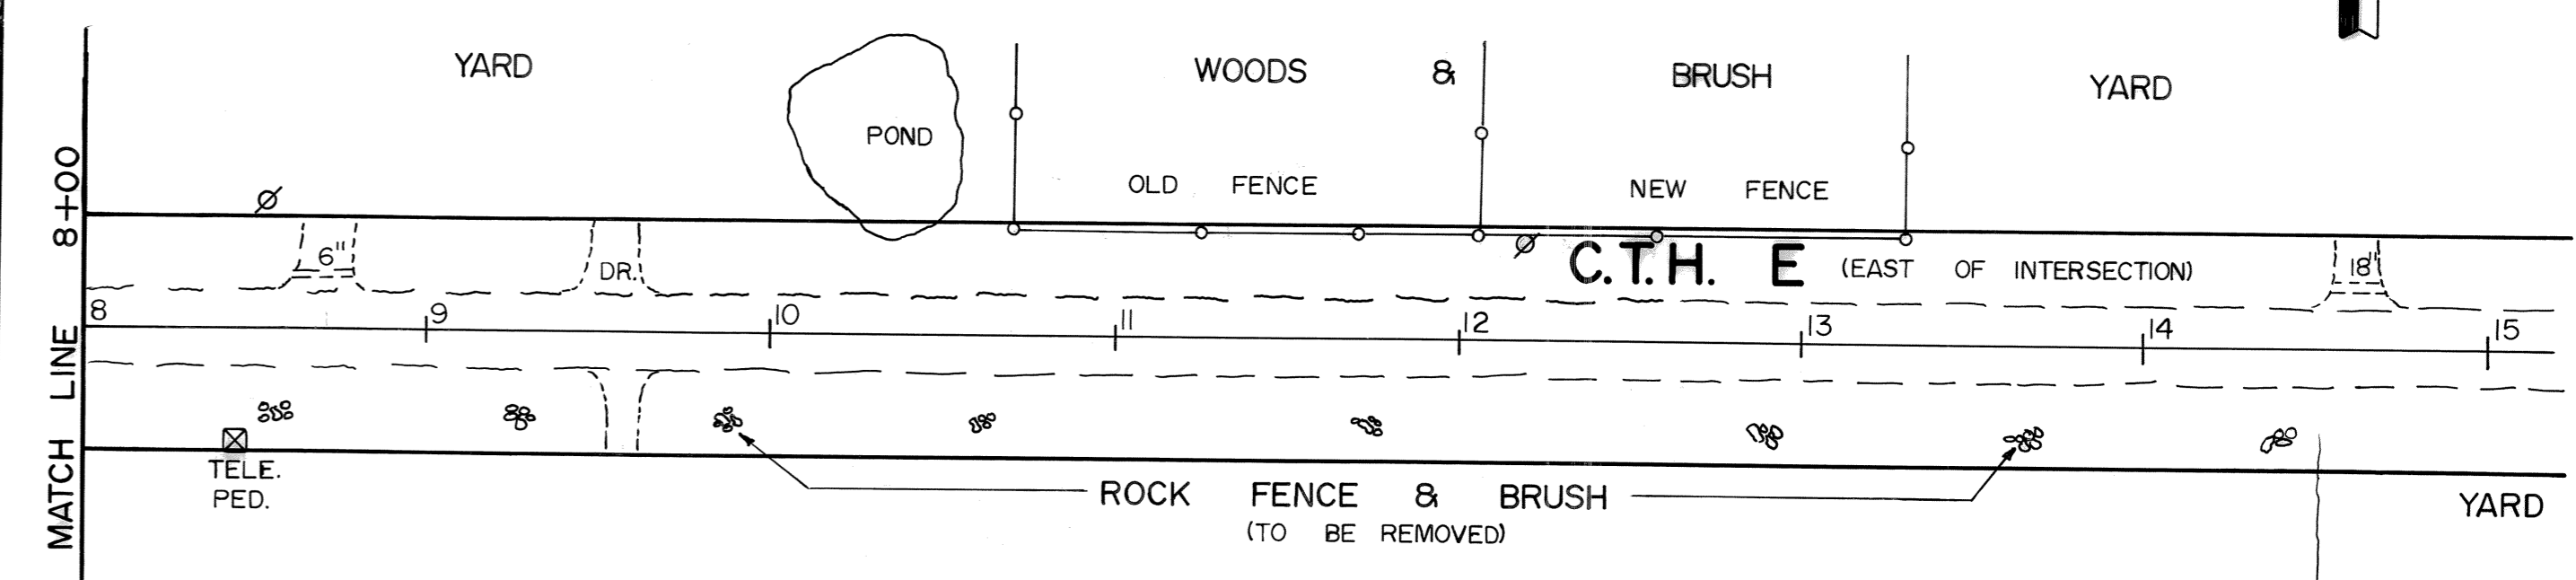 YARD
WOODS & BRUSH
YARD
POND
OLD FENCE
NEW FENCE
MATCH LINE 8+00
6"
DR.
C.T.H. E (EAST OF INTERSECTION)
18"
8 9 10 11 12 13 14 15
TELE.
PED.
ROCK FENCE & BRUSH
(TO BE REMOVED)
YARD